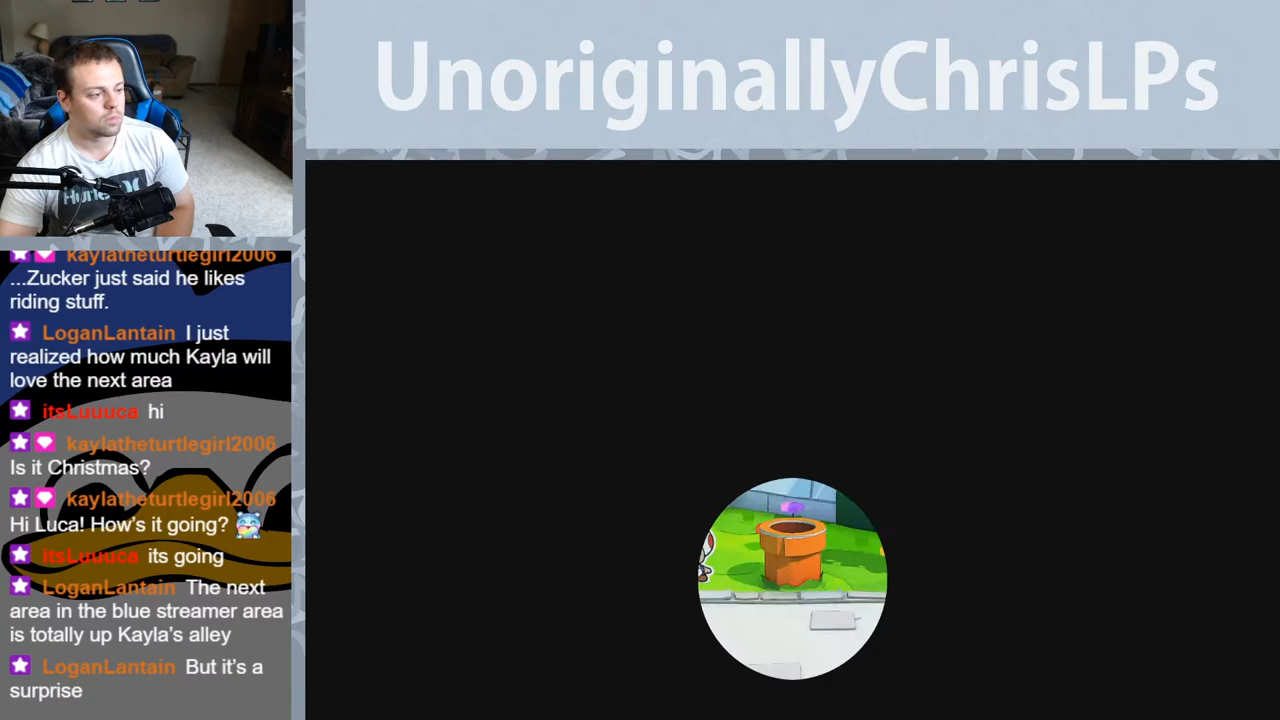 UnoriginallyChrisLPs
kaylatheturtlegirl2006
...Zucker just said he likes
riding stuff.
LoganLantain I just
realized how much Kayla will
love the next area
itsLuuuca hi
kaylatheturtlegirl2006
Is it Christmas?
kaylatheturtlegirl2006
Hi Luca! How's it going?
itsLuuuca its going
LoganLantain The next
area in the blue streamer area
is totally up Kayla's alley
LoganLantain But it's a
surprise